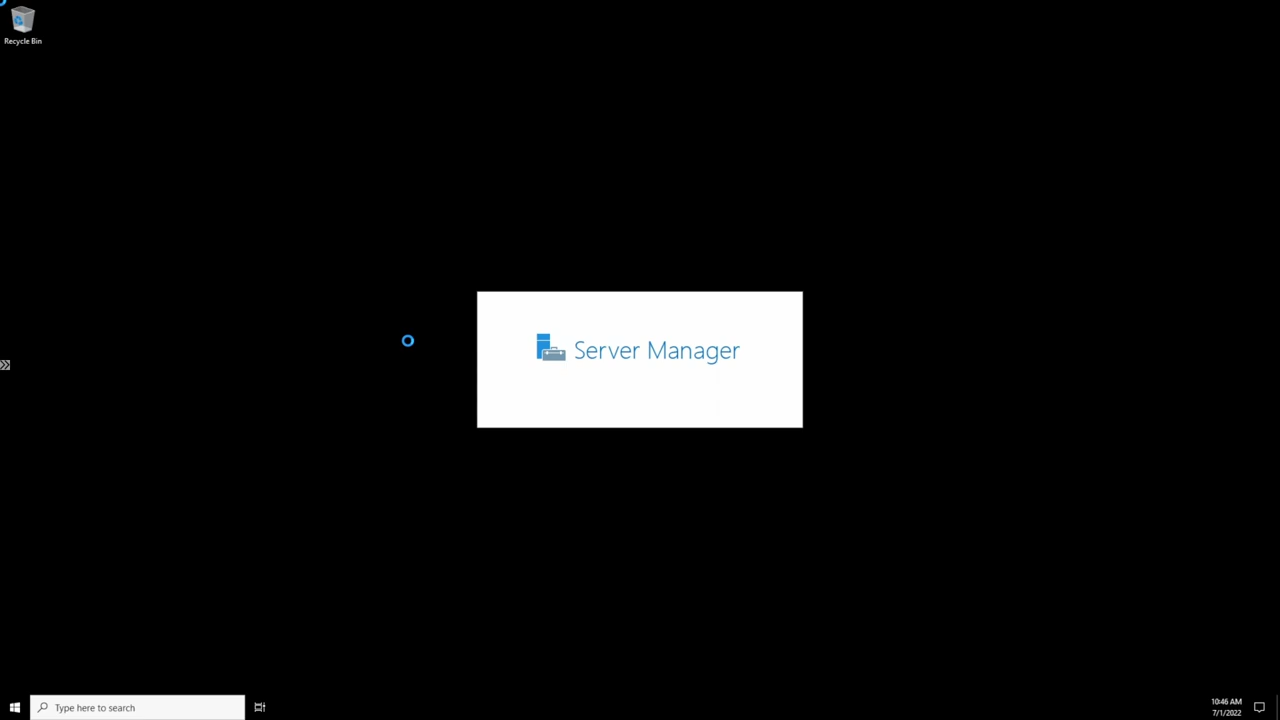 Recycle Bin
Server Manager
Type here to search
10:46 AM
7/1/2022